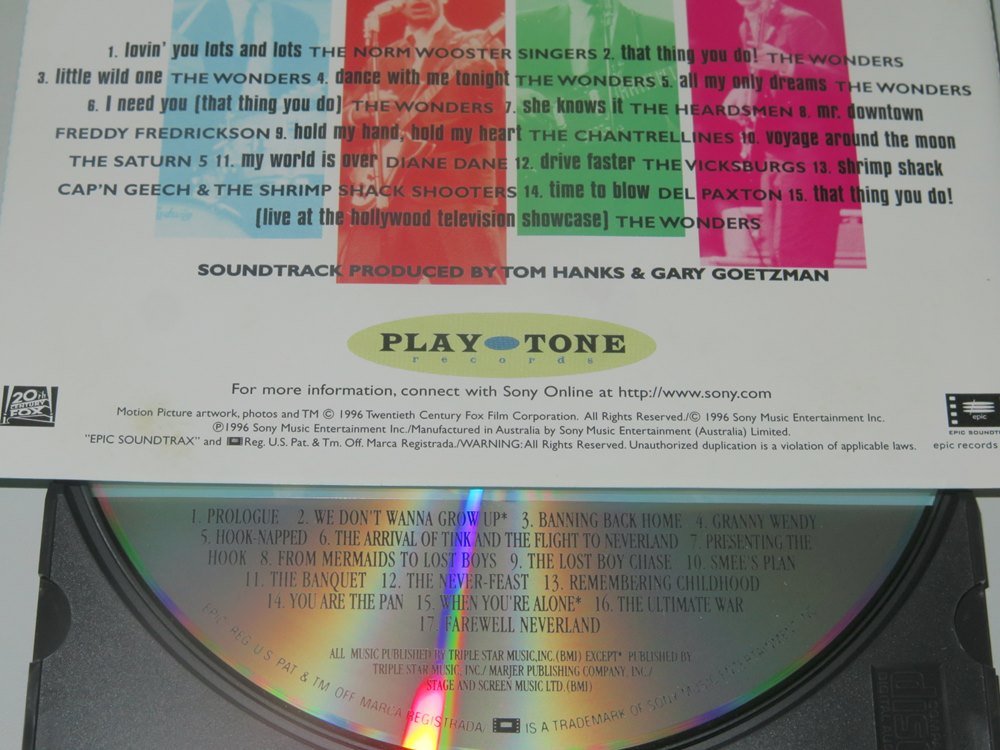 1. lovin' you lots and lots THE NORM WOOSTER SINGERS 2. that thing you do! THE WONDERS
3. little wild one THE WONDERS 4. dance with me tonight THE WONDERS 5. all my only dreams THE WONDERS
6. I need you (that thing you do) THE WONDERS 7. she knows it THE HEARDSMEN 8. mr. downtown
FREDDY FREDRICKSON 9. hold my hand, hold my heart THE CHANTRELLINES 10. voyage around the moon
THE SATURN 5 11. my world is over DIANE DANE 12. drive faster THE VICKSBURGS 13. shrimp shack
CAP'N GEECH & THE SHRIMP SHACK SHOOTERS 14. time to blow DEL PAXTON 15. that thing you do!
(live at the hollywood television showcase) THE WONDERS
SOUNDTRACK PRODUCED BY TOM HANKS & GARY GOETZMAN
PLAY TONE
records
For more information, connect with Sony Online at http://www.sony.com
20th CENTURY FOX
epic
Motion Picture artwork, photos and TM © 1996 Twentieth Century Fox Film Corporation. All Rights Reserved./© 1996 Sony Music Entertainment Inc.
℗1996 Sony Music Entertainment Inc./Manufactured in Australia by Sony Music Entertainment (Australia) Limited.
EPIC SOUNDT
"EPIC SOUNDTRAX" and Reg. U.S. Pat. & Tm. Off. Marca Registrada./WARNING: All Rights Reserved. Unauthorized duplication is a violation of applicable laws.
epic records
1. PROLOGUE 2. WE DON'T WANNA GROW UP* 3. BANNING BACK HOME 4. GRANNY WENDY
5. HOOK-NAPPED 6. THE ARRIVAL OF TINK AND THE FLIGHT TO NEVERLAND 7. PRESENTING THE
HOOK 8. FROM MERMAIDS TO LOST BOYS 9. THE LOST BOY CHASE 10. SMEE'S PLAN
11. THE BANQUET 12. THE NEVER-FEAST 13. REMEMBERING CHILDHOOD
14. YOU ARE THE PAN 15. WHEN YOU'RE ALONE* 16. THE ULTIMATE WAR
17. FAREWELL NEVERLAND
ALL MUSIC PUBLISHED BY TRIPLE STAR MUSIC, INC. (BMI) EXCEPT* PUBLISHED BY
TRIPLE STAR MUSIC, INC./ MARJER PUBLISHING COMPANY, INC./
STAGE AND SCREEN MUSIC LTD. (BMI)
EPIC REG. U.S. PAT. & TM. OFF. MARCA REGISTRADA/ IS A TRADEMARK OF SONY MUSIC